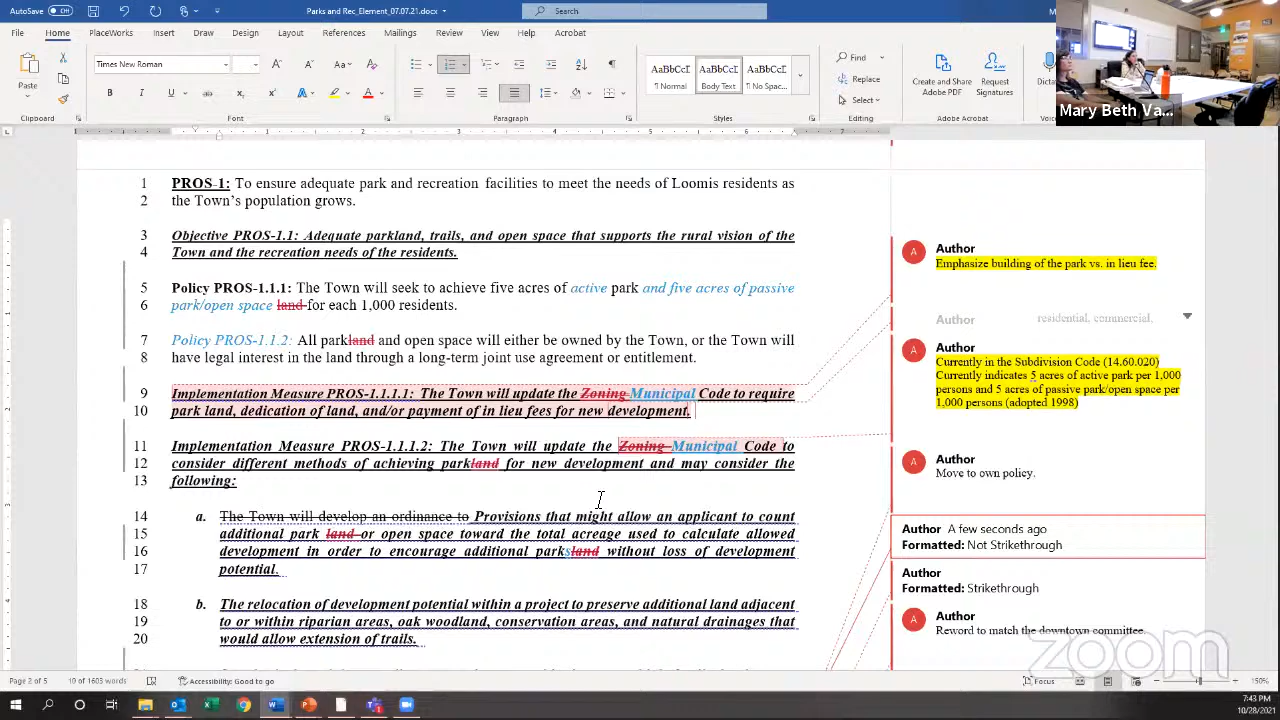 AutoSave Off
Parks and Rec_Element_07.07.21.docx
Search
File Home PlaceWorks Insert Draw Design Layout References Mailings Review View Help Acrobat
Times New Roman
Find
Paste
Replace
Create and Share Adobe PDF
Request Signatures
Select
AaBbCcI AaBbCcI AaBbCcI
¶ Normal Body Text ¶ No Spac...
Clipboard Font Paragraph Styles Editing Adobe Acrobat
Mary Beth Va...
1 PROS-1: To ensure adequate park and recreation facilities to meet the needs of Loomis residents as
2 the Town's population grows.
3 Objective PROS-1.1: Adequate parkland, trails, and open space that supports the rural vision of the
4 Town and the recreation needs of the residents.
5 Policy PROS-1.1.1: The Town will seek to achieve five acres of active park and five acres of passive
6 park/open space land for each 1,000 residents.
7 Policy PROS-1.1.2: All parkland and open space will either be owned by the Town, or the Town will
8 have legal interest in the land through a long-term joint use agreement or entitlement.
9 Implementation Measure PROS-1.1.1.1: The Town will update the Zoning Municipal Code to require
10 park land, dedication of land, and/or payment of in lieu fees for new development.
11 Implementation Measure PROS-1.1.1.2: The Town will update the Zoning Municipal Code to
12 consider different methods of achieving parkland for new development and may consider the
13 following:
14 a. The Town will develop an ordinance to Provisions that might allow an applicant to count
15 additional park land or open space toward the total acreage used to calculate allowed
16 development in order to encourage additional parksland without loss of development
17 potential.
18 b. The relocation of development potential within a project to preserve additional land adjacent
19 to or within riparian areas, oak woodland, conservation areas, and natural drainages that
20 would allow extension of trails.
A Author
Emphasize building of the park vs. in lieu fee.
Author residential, commercial,
A Author
Currently in the Subdivision Code (14.60.020)
Currently indicates 5 acres of active park per 1,000
persons and 5 acres of passive park/open space per
1,000 persons (adopted 1998)
A Author
Move to own policy.
Author A few seconds ago
Formatted: Not Strikethrough
Author
Formatted: Strikethrough
A Author
Reword to match the downtown committee.
zoom
Page 2 of 5 19 of 1603 words Accessibility: Good to go Focus 150%
7:43 PM
10/28/2021